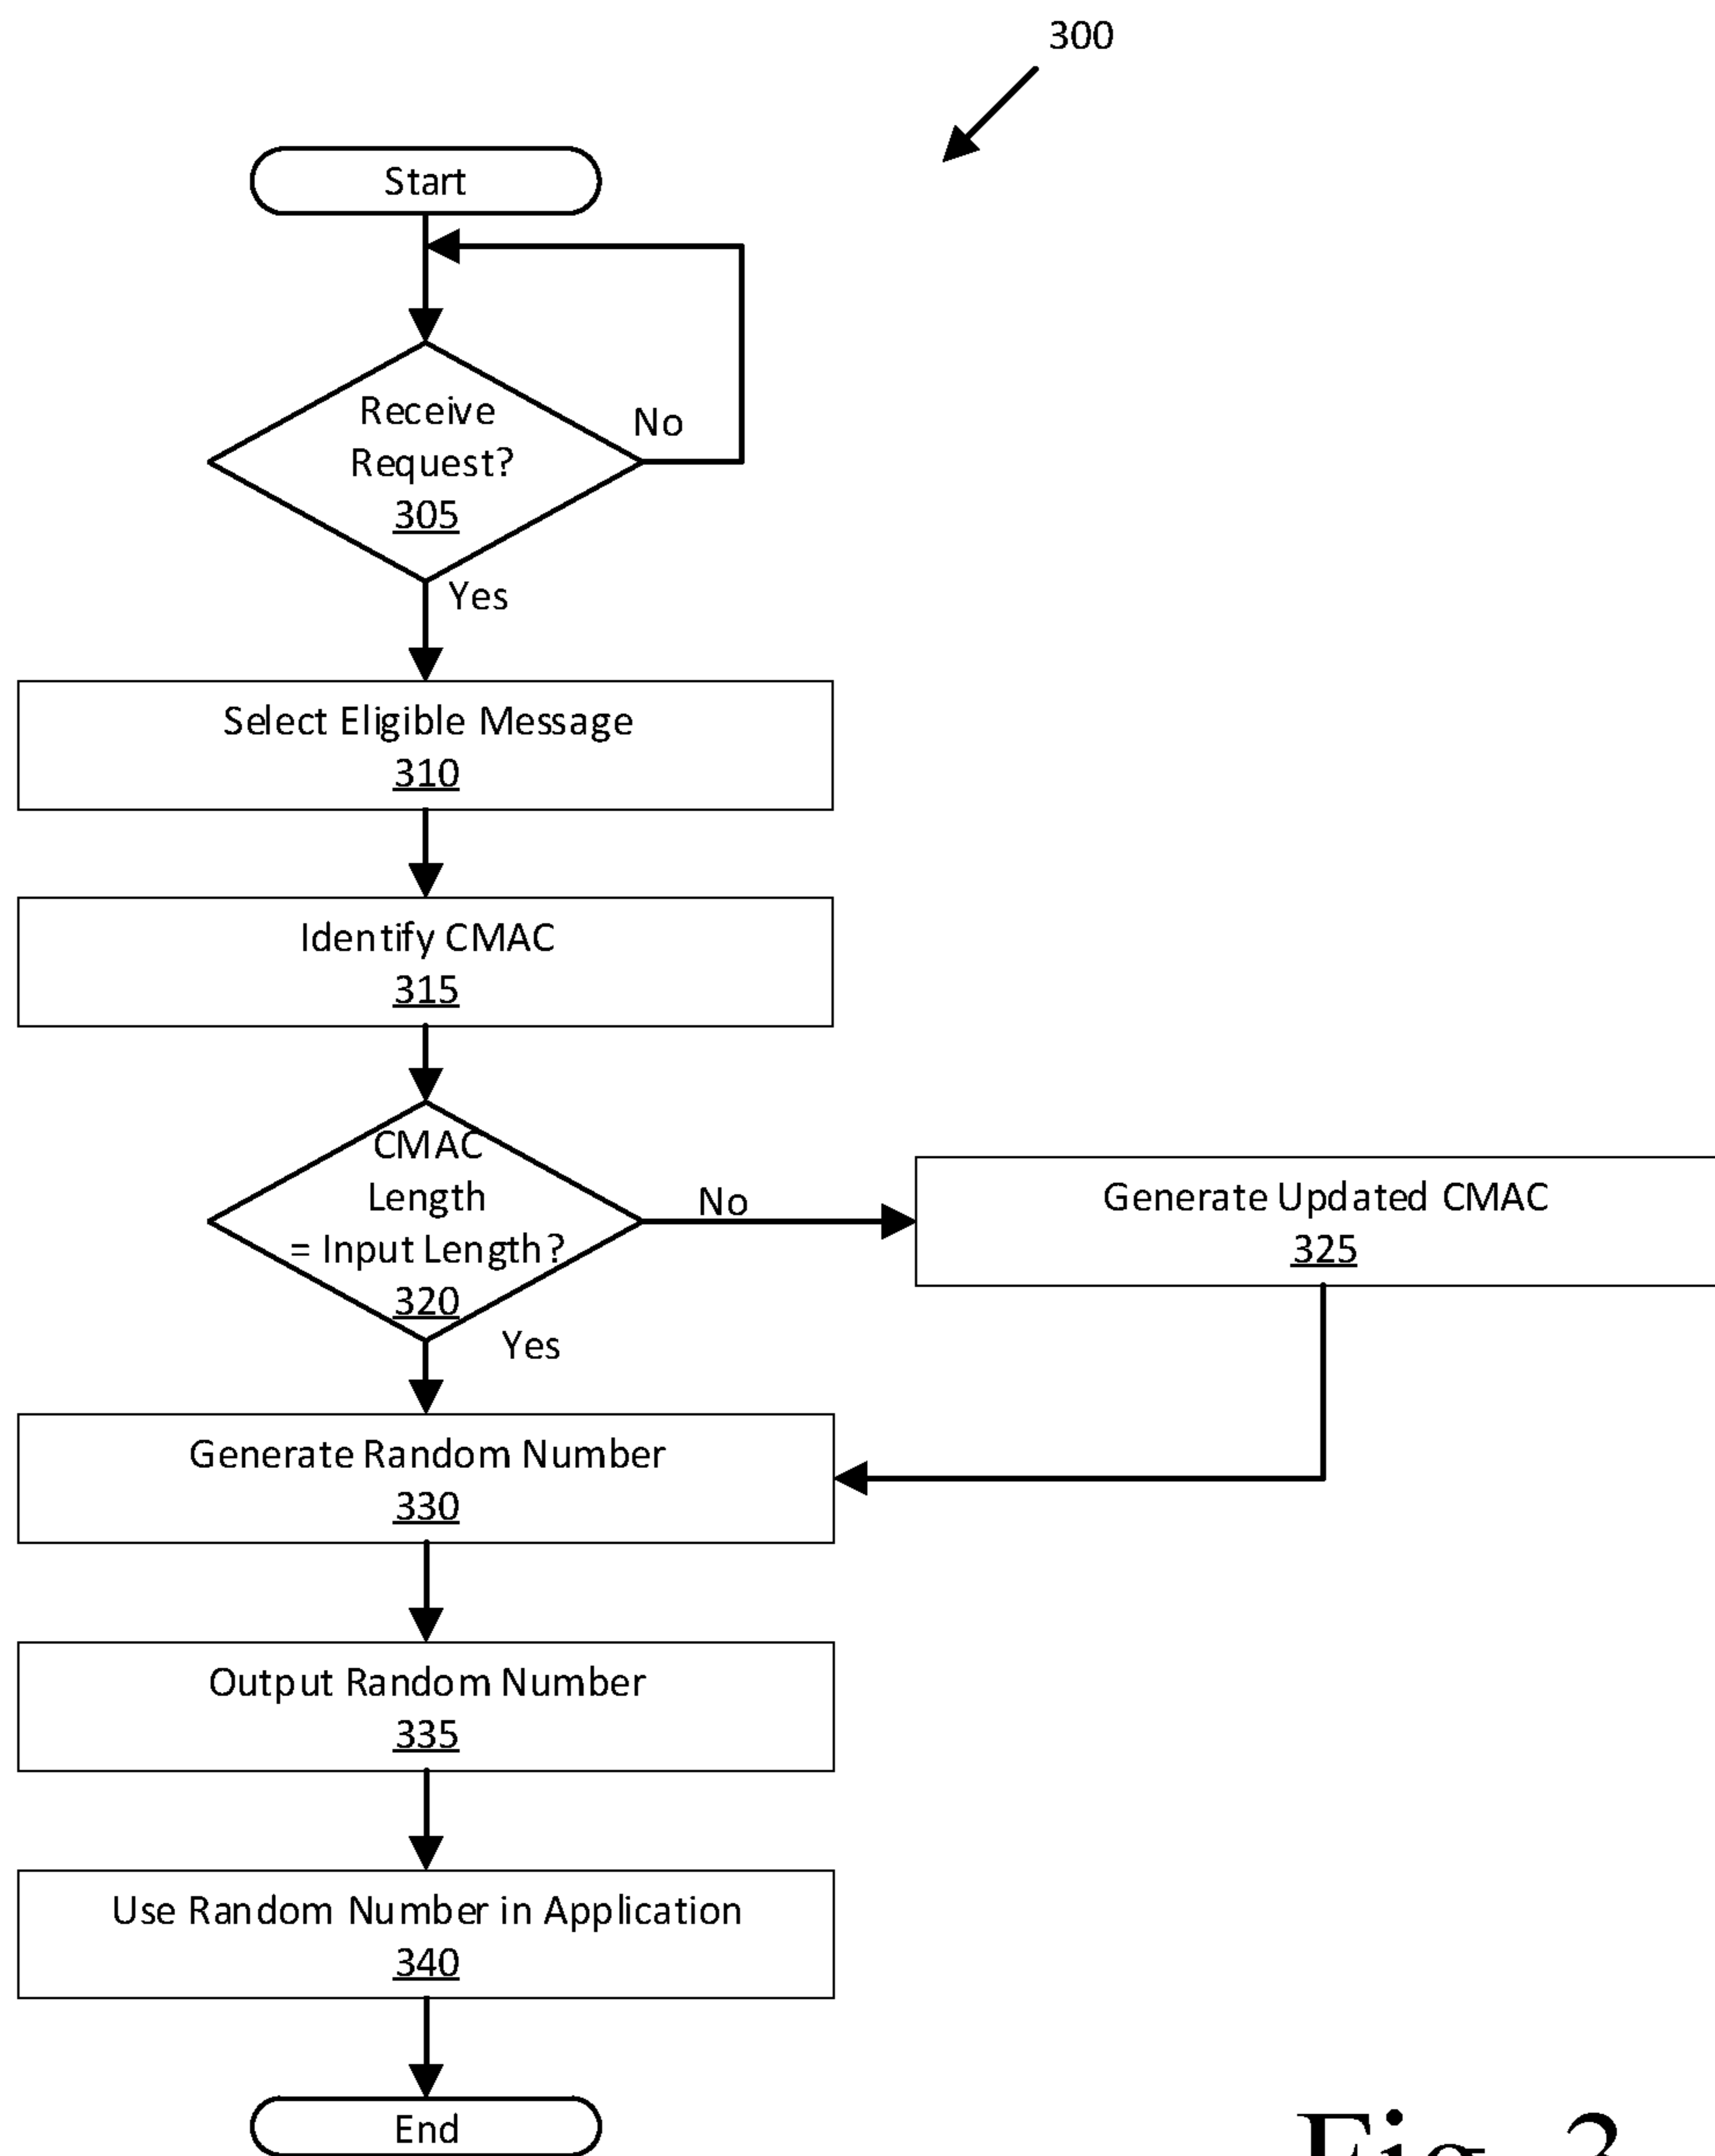 300
Start
Receive
Request?
305
No
Yes
Select Eligible Message
310
Identify CMAC
315
CMAC
Length
= Input Length?
320
No
Generate Updated CMAC
325
Yes
Generate Random Number
330
Output Random Number
335
Use Random Number in Application
340
End
Fig. 3